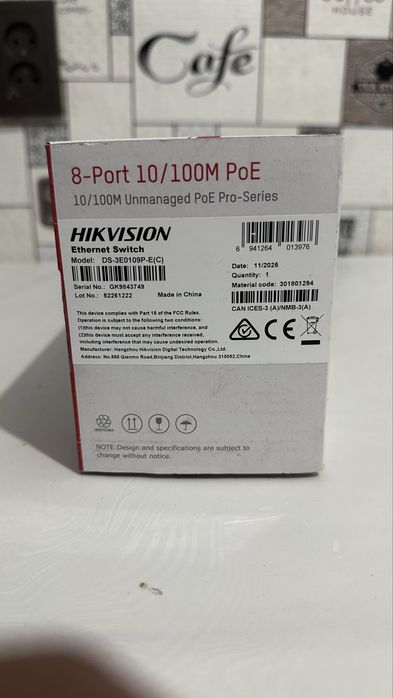 Cafe
HOUSE
8-Port 10/100M PoE
10/100M Unmanaged PoE Pro-Series
HIKVISION
Ethernet Switch
Model: DS-3E0109P-E(C)
Serial No.: GK9843749
Lot No.: 52261222 Made in China
6 941264 013976
Date: 11/2025
Quantity: 1
Material code: 301801294
CAN ICES-3 (A)/NMB-3(A)
This device complies with Part 15 of the FCC Rules.
Operation is subject to the following two conditions:
(1)this device may not cause harmful interference, and
(2)this device must accept any interference received,
including interference that may cause undesired operation.
Manufacturer: Hangzhou Hikvision Digital Technology Co.,Ltd.
Address: No.555 Qianmo Road,Binjiang District,Hangzhou 310052,China
CE
NOTE:Design and specifications are subject to
change without notice.